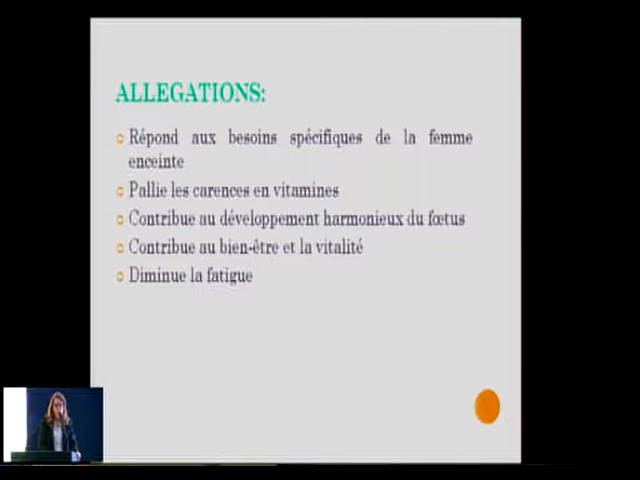 ALLEGATIONS:
Répond aux besoins spécifiques de la femme
enceinte
Pallie les carences en vitamines
Contribue au développement harmonieux du fœtus
Contribue au bien-être et la vitalité
Diminue la fatigue